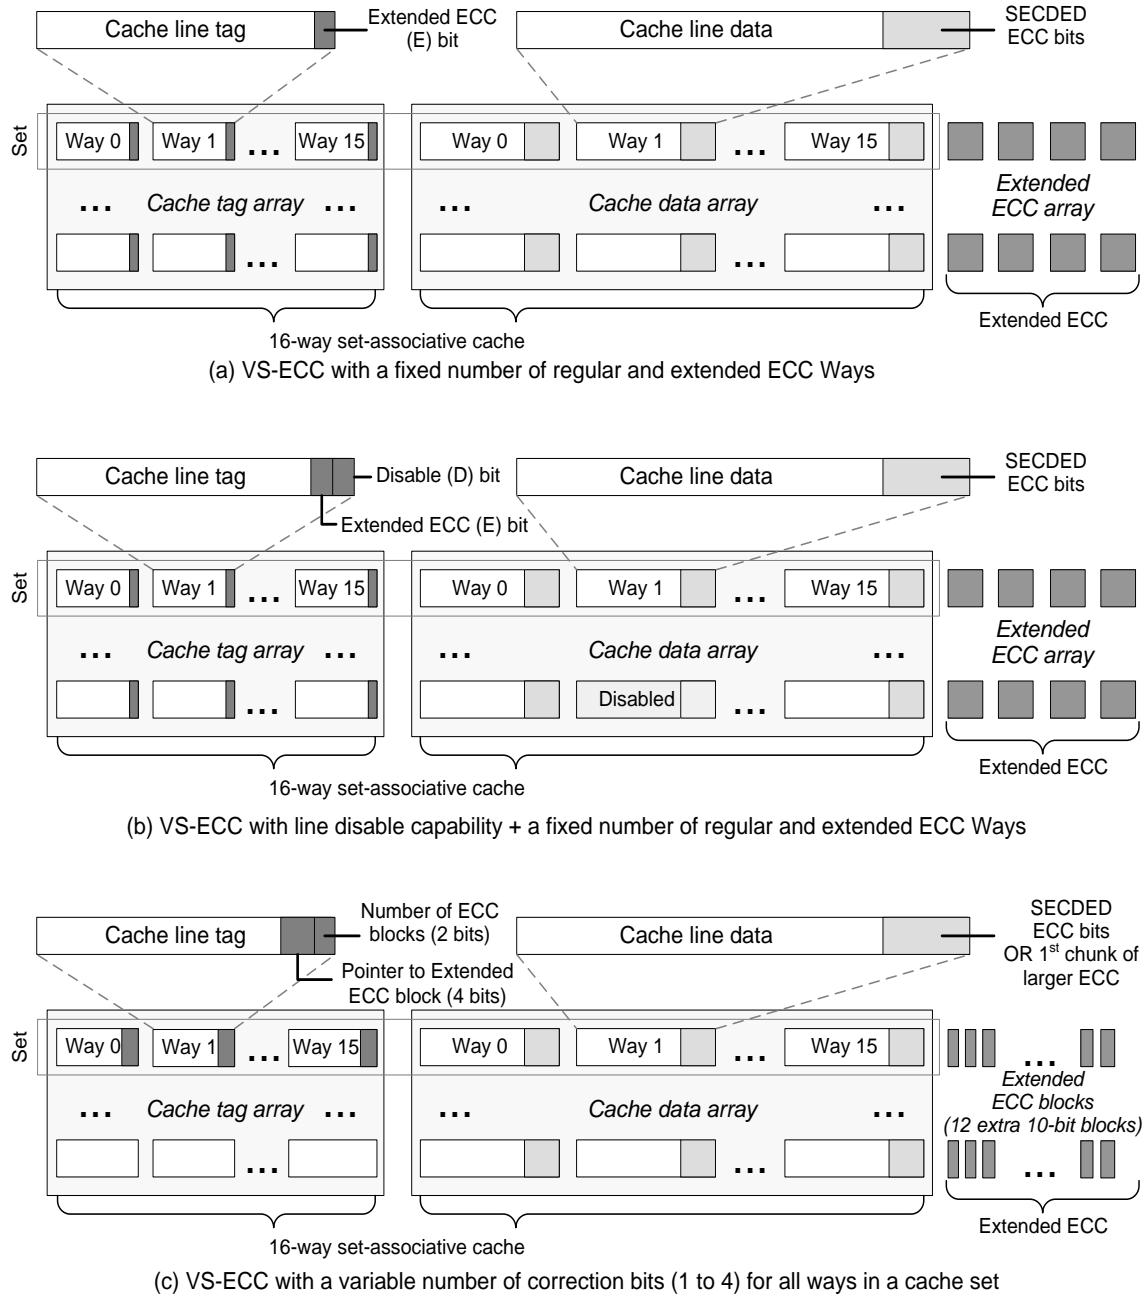 Cache line tag
Extended ECC
(E) bit
Cache line data
SECDED
ECC bits
Set
Way 0
Way 1
...
Way 15
Way 0
Way 1
...
Way 15
...
Cache tag array
...
...
Cache data array
...
Extended
ECC array
...
...
16-way set-associative cache
Extended ECC
(a) VS-ECC with a fixed number of regular and extended ECC Ways
Cache line tag
Disable (D) bit
Extended ECC (E) bit
Cache line data
SECDED
ECC bits
Set
Way 0
Way 1
...
Way 15
Way 0
Way 1
...
Way 15
...
Cache tag array
...
...
Cache data array
...
Extended
ECC array
...
Disabled
...
16-way set-associative cache
Extended ECC
(b) VS-ECC with line disable capability + a fixed number of regular and extended ECC Ways
Cache line tag
Number of ECC
blocks (2 bits)
Pointer to Extended
ECC block (4 bits)
Cache line data
SECDED
ECC bits
OR 1st chunk of
larger ECC
Set
Way 0
Way 1
...
Way 15
Way 0
Way 1
...
Way 15
...
...
Cache tag array
...
...
Cache data array
...
Extended
ECC blocks
(12 extra 10-bit blocks)
...
...
...
16-way set-associative cache
Extended ECC
(c) VS-ECC with a variable number of correction bits (1 to 4) for all ways in a cache set